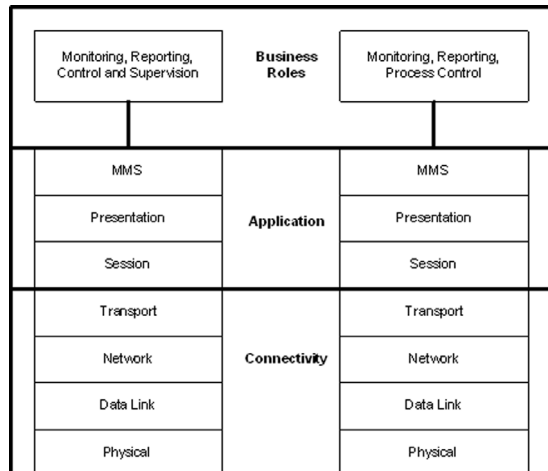 Monitoring, Reporting,
Control and Supervision
Business
Roles
Monitoring, Reporting,
Process Control
MMS
Presentation
Session
Application
MMS
Presentation
Session
Transport
Network
Data Link
Physical
Connectivity
Transport
Network
Data Link
Physical